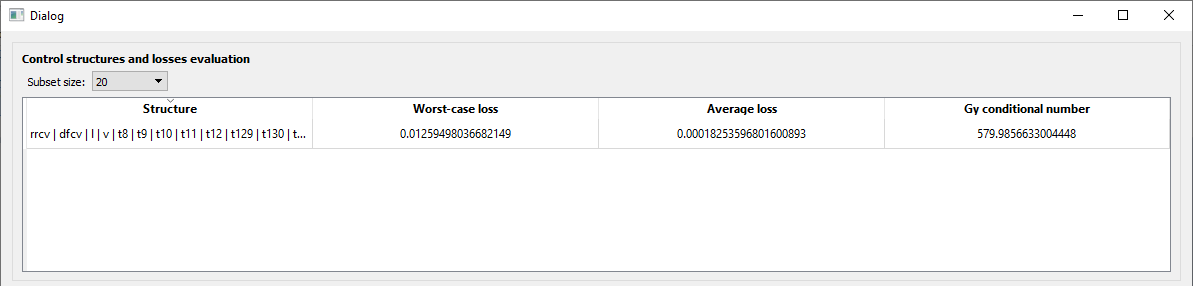 Dialog
Control structures and losses evaluation
Subset size: 20
Structure Worst-case loss Average loss Gy conditional number
rrcv | dfcv | l | v | t8 | t9 | t10 | t11 | t12 | t129 | t130 | t... 0.01259498036682149 0.00018253596801600893 579.9856633004448